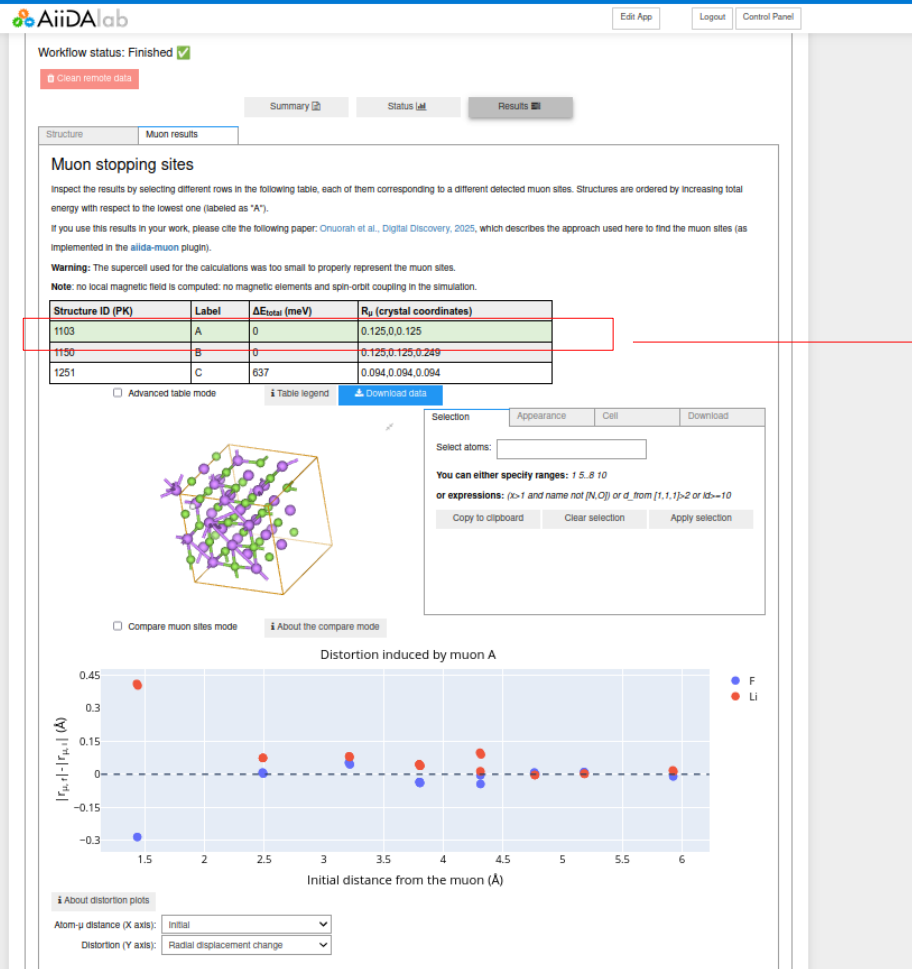 AiiDAlab
Edit App
Logout
Control Panel
Workflow status: Finished ✅
Clean remote data
Summary
Status
Results
Structure
Muon results
Muon stopping sites
Inspect the results by selecting different rows in the following table, each of them corresponding to a different detected muon sites. Structures are ordered by increasing total
energy with respect to the lowest one (labeled as "A").
If you use this results in your work, please cite the following paper: Onuorah et al., Digital Discovery, 2025, which describes the approach used here to find the muon sites (as
implemented in the aiida-muon plugin).
Warning: The supercell used for the calculations was too small to properly represent the muon sites.
Note: no local magnetic field is computed: no magnetic elements and spin-orbit coupling in the simulation.
Structure ID (PK) Label ΔEtotal (meV) Rμ (crystal coordinates)
1103 A 0 0.125,0,0.125
1150 B 0 0.125,0.125,0.249
1251 C 637 0.094,0.094,0.094
Advanced table mode
Table legend
Download data
Selection
Appearance
Cell
Download
Select atoms:
You can either specify ranges: 1 5..8 10
or expressions: (x>1 and name not [N,O]) or d_from [1,1,1]>2 or id>=10
Copy to clipboard
Clear selection
Apply selection
Compare muon sites mode
About the compare mode
Distortion induced by muon A
F
Li
|rμ, f| - |rμ, i| (Å)
0.45
0.3
0.15
0
−0.15
−0.3
1.5 2 2.5 3 3.5 4 4.5 5 5.5 6
Initial distance from the muon (Å)
About distortion plots
Atom-μ distance (X axis): Initial
Distortion (Y axis): Radial displacement change